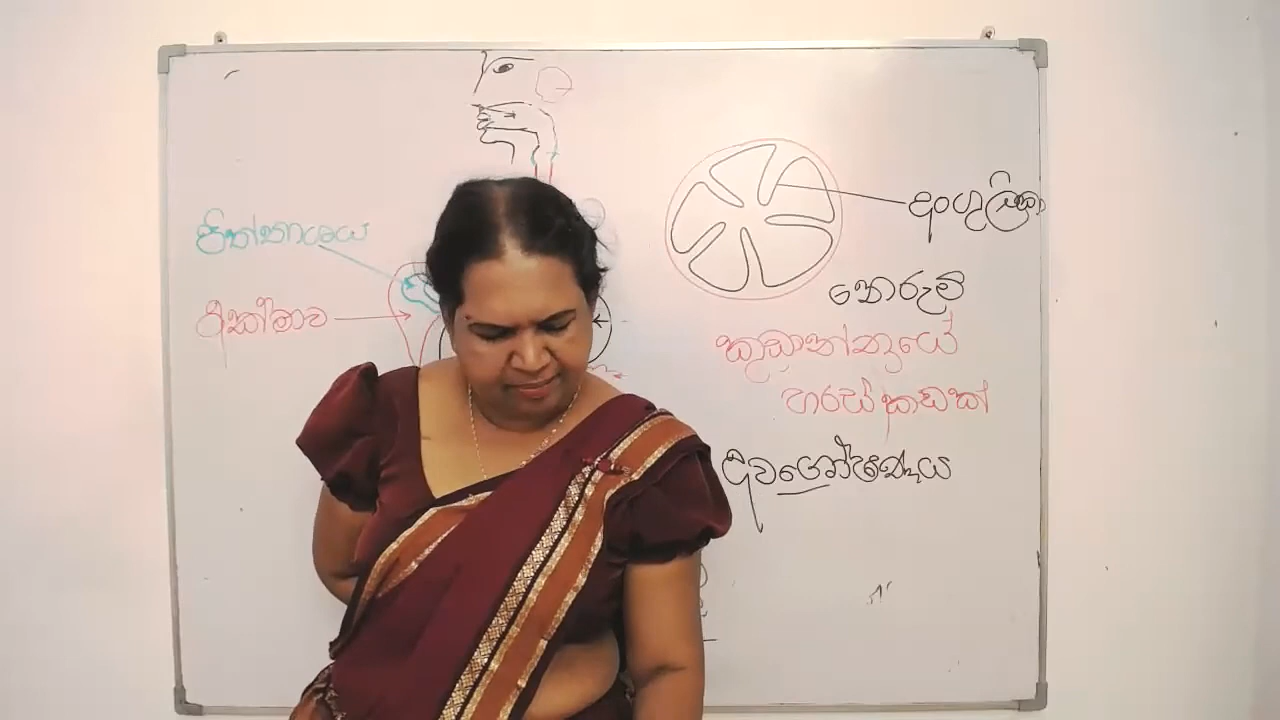 පිත්තාශය
අක්මාව
අංගුලිකා
තොරුම්
කුඩාන්ත්‍රයේ
හරස්කඩක්
අවශෝෂණය